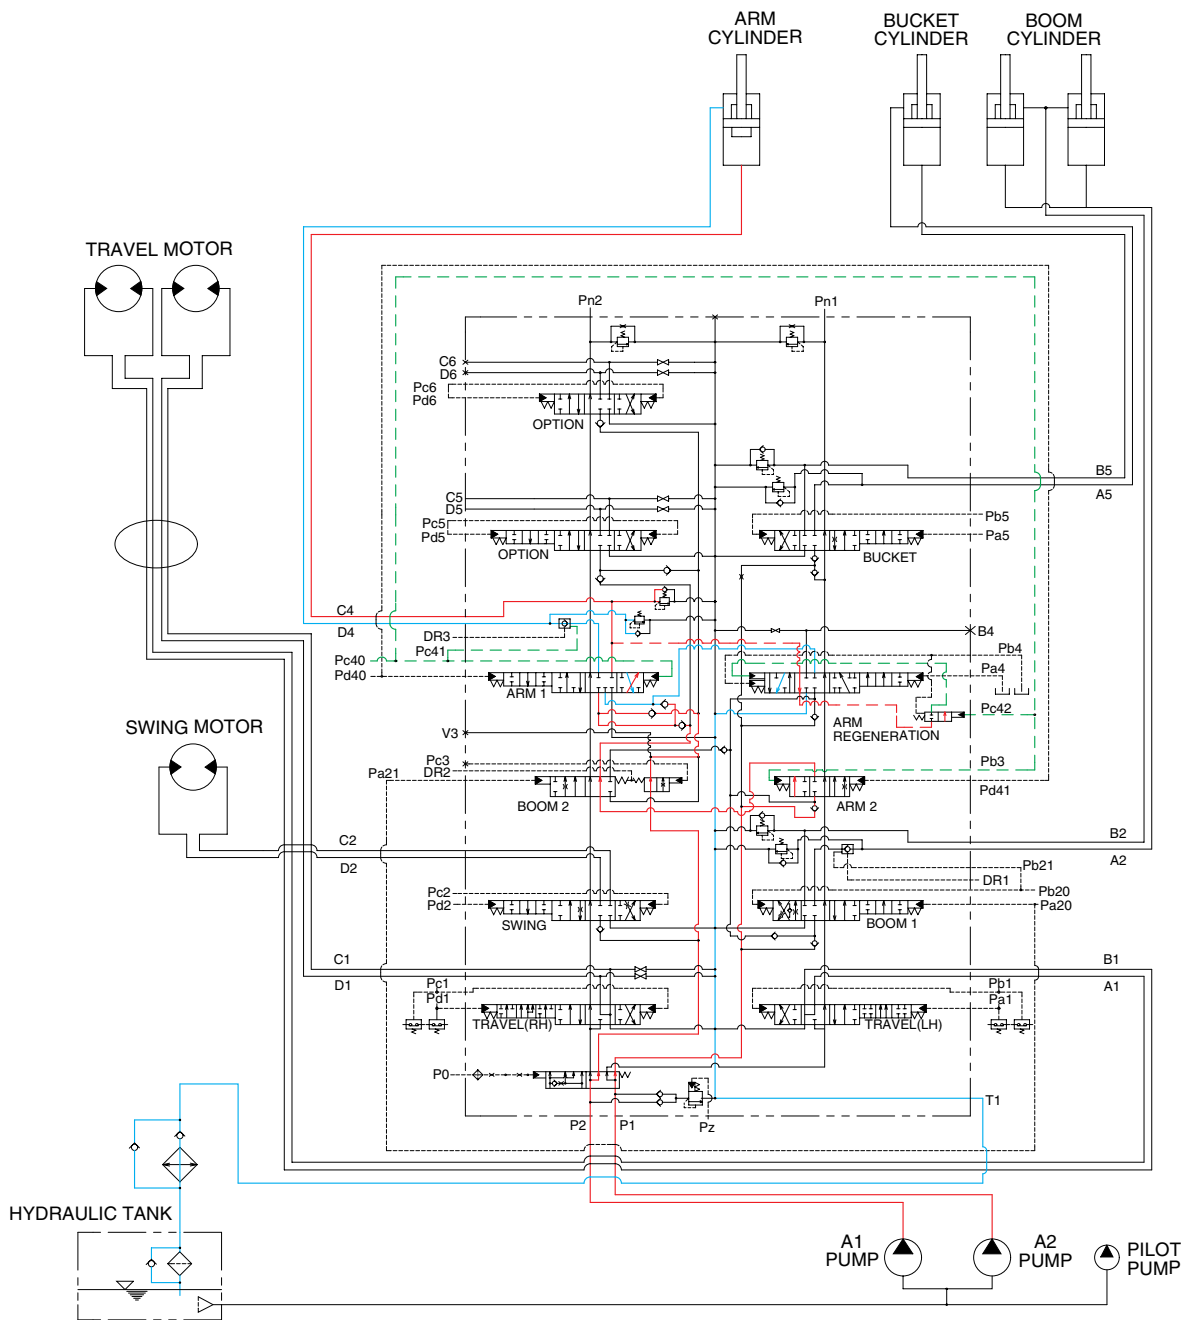 ARM
CYLINDER
BUCKET
CYLINDER
BOOM
CYLINDER
TRAVEL MOTOR
Pn2
Pn1
C6
D6
Pc6
Pd6
OPTION
B5
A5
C5
D5
Pc5
Pd5
OPTION
Pb5
Pa5
BUCKET
C4
D4
DR3
Pc41
Pc40
Pd40
ARM 1
B4
Pb4
Pa4
Pc42
ARM
REGENERATION
SWING MOTOR
V3
Pc3
DR2
Pa21
BOOM 2
Pb3
Pd41
ARM 2
C2
D2
B2
A2
Pb21
DR1
Pc2
Pd2
SWING
Pb20
Pa20
BOOM 1
C1
D1
B1
A1
Pc1
Pd1
TRAVEL(RH)
Pb1
Pa1
TRAVEL(LH)
P0
T1
P2
P1
Pz
HYDRAULIC TANK
A1
PUMP
A2
PUMP
PILOT
PUMP